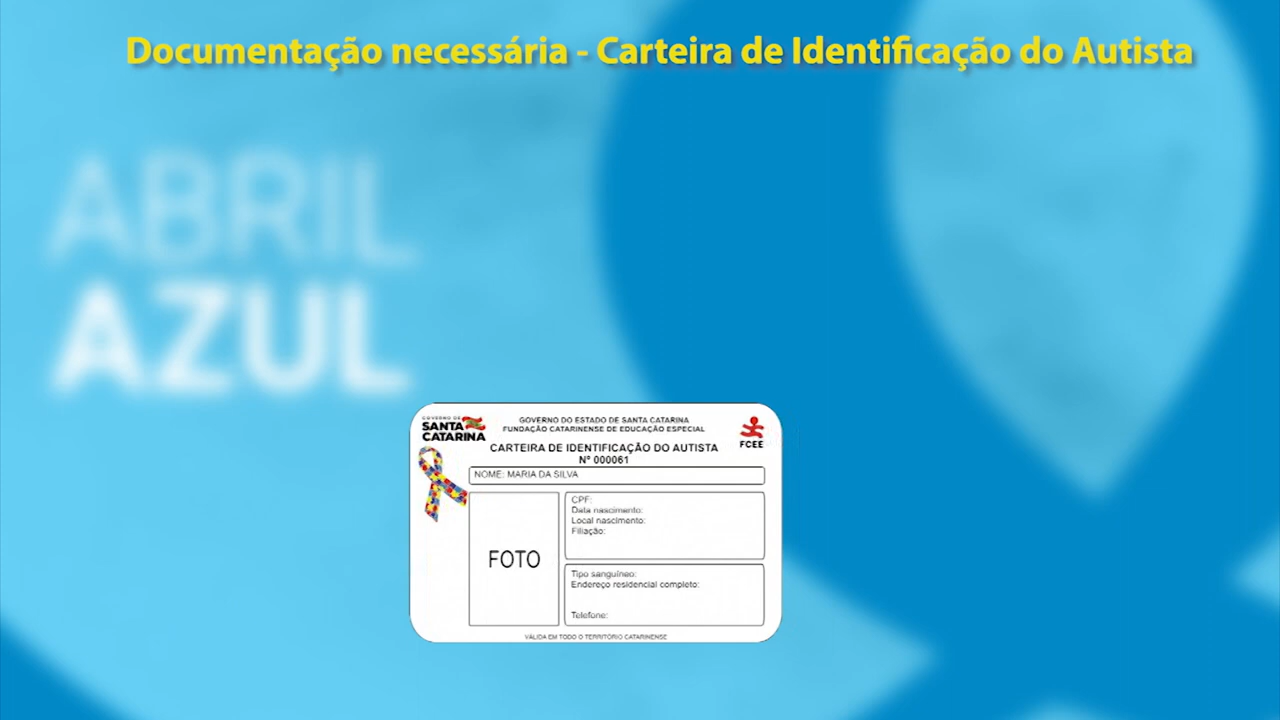 Documentação necessária - Carteira de Identificação do Autista
ABRIL
AZUL
GOVERNO DE
SANTA
CATARINA
GOVERNO DO ESTADO DE SANTA CATARINA
FUNDAÇÃO CATARINENSE DE EDUCAÇÃO ESPECIAL
FCEE
CARTEIRA DE IDENTIFICAÇÃO DO AUTISTA
Nº 000061
NOME: MARIA DA SILVA
FOTO
CPF:
Data nascimento:
Local nascimento:
Filiação:
Tipo sanguíneo:
Endereço residencial completo:
Telefone:
VÁLIDA EM TODO O TERRITÓRIO CATARINENSE